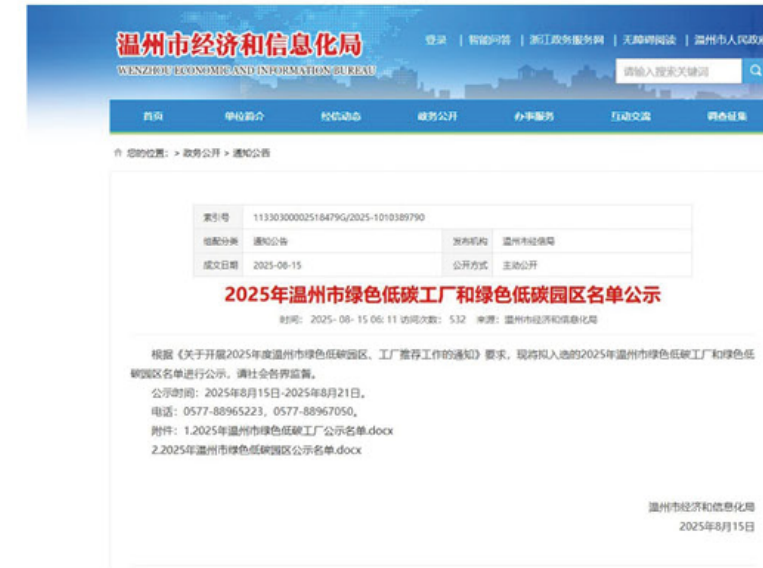 温州市经济和信息化局
WENZHOU ECONOMIC AND INFORMATION BUREAU
登录 | 智能问答 | 浙江政务服务网 | 无障碍阅读 | 温州市人民政府
请输入搜索关键词
首页 单位简介 经信动态 政务公开 办事服务 互动交流 调查征集
您的位置: > 政务公开 > 通知公告
索引号 11330300002518479G/2025-1010389790
组配分类 通知公告 发布机构 温州市经信局
成文日期 2025-08-15 公开方式 主动公开
2025年温州市绿色低碳工厂和绿色低碳园区名单公示
时间: 2025-08-15 06:11 访问次数: 532 来源: 温州市经济和信息化局
根据《关于开展2025年度温州市绿色低碳园区、工厂推荐工作的通知》要求，现将拟入选的2025年温州市绿色低碳工厂和绿色低
碳园区名单进行公示，请社会各界监督。
公示时间：2025年8月15日-2025年8月21日。
电话：0577-88965223，0577-88967050。
附件：1.2025年温州市绿色低碳工厂公示名单.docx
2.2025年温州市绿色低碳园区公示名单.docx
温州市经济和信息化局
2025年8月15日